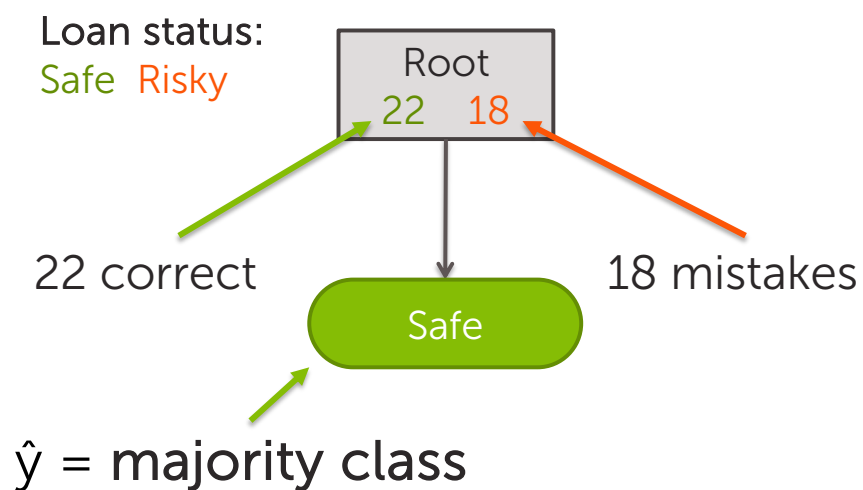 Loan status:
Safe Risky
Root
22 18
22 correct
18 mistakes
Safe
ŷ = majority class